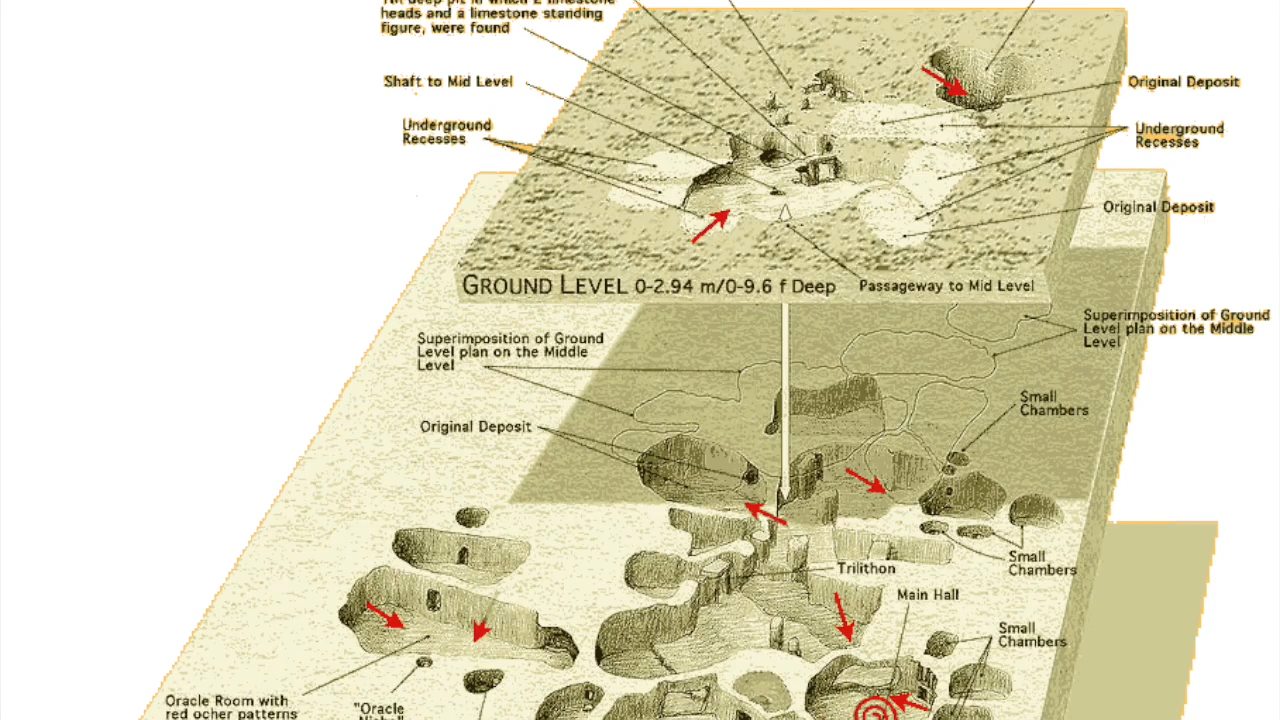 1m deep pit in which 2 limestone
heads and a limestone standing
figure, were found
Shaft to Mid Level
Underground
Recesses
Original Deposit
Underground
Recesses
Original Deposit
GROUND LEVEL 0-2.94 m/0-9.6 f Deep
Passageway to Mid Level
Superimposition of Ground
Level plan on the Middle
Level
Superimposition of Ground
Level plan on the Middle
Level
Original Deposit
Small
Chambers
Small
Chambers
Trilithon
Main Hall
Small
Chambers
Oracle Room with
red ocher patterns
"Oracle